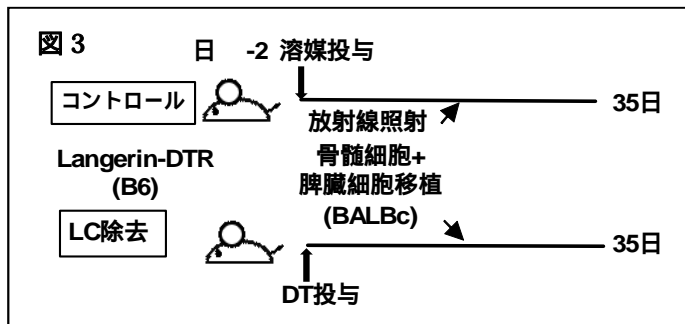 図 3
日 -2 溶媒投与
コントロール
35日
放射線照射
Langerin-DTR
(B6)
骨髄細胞+
脾臓細胞移植
(BALBc)
LC除去
35日
DT投与